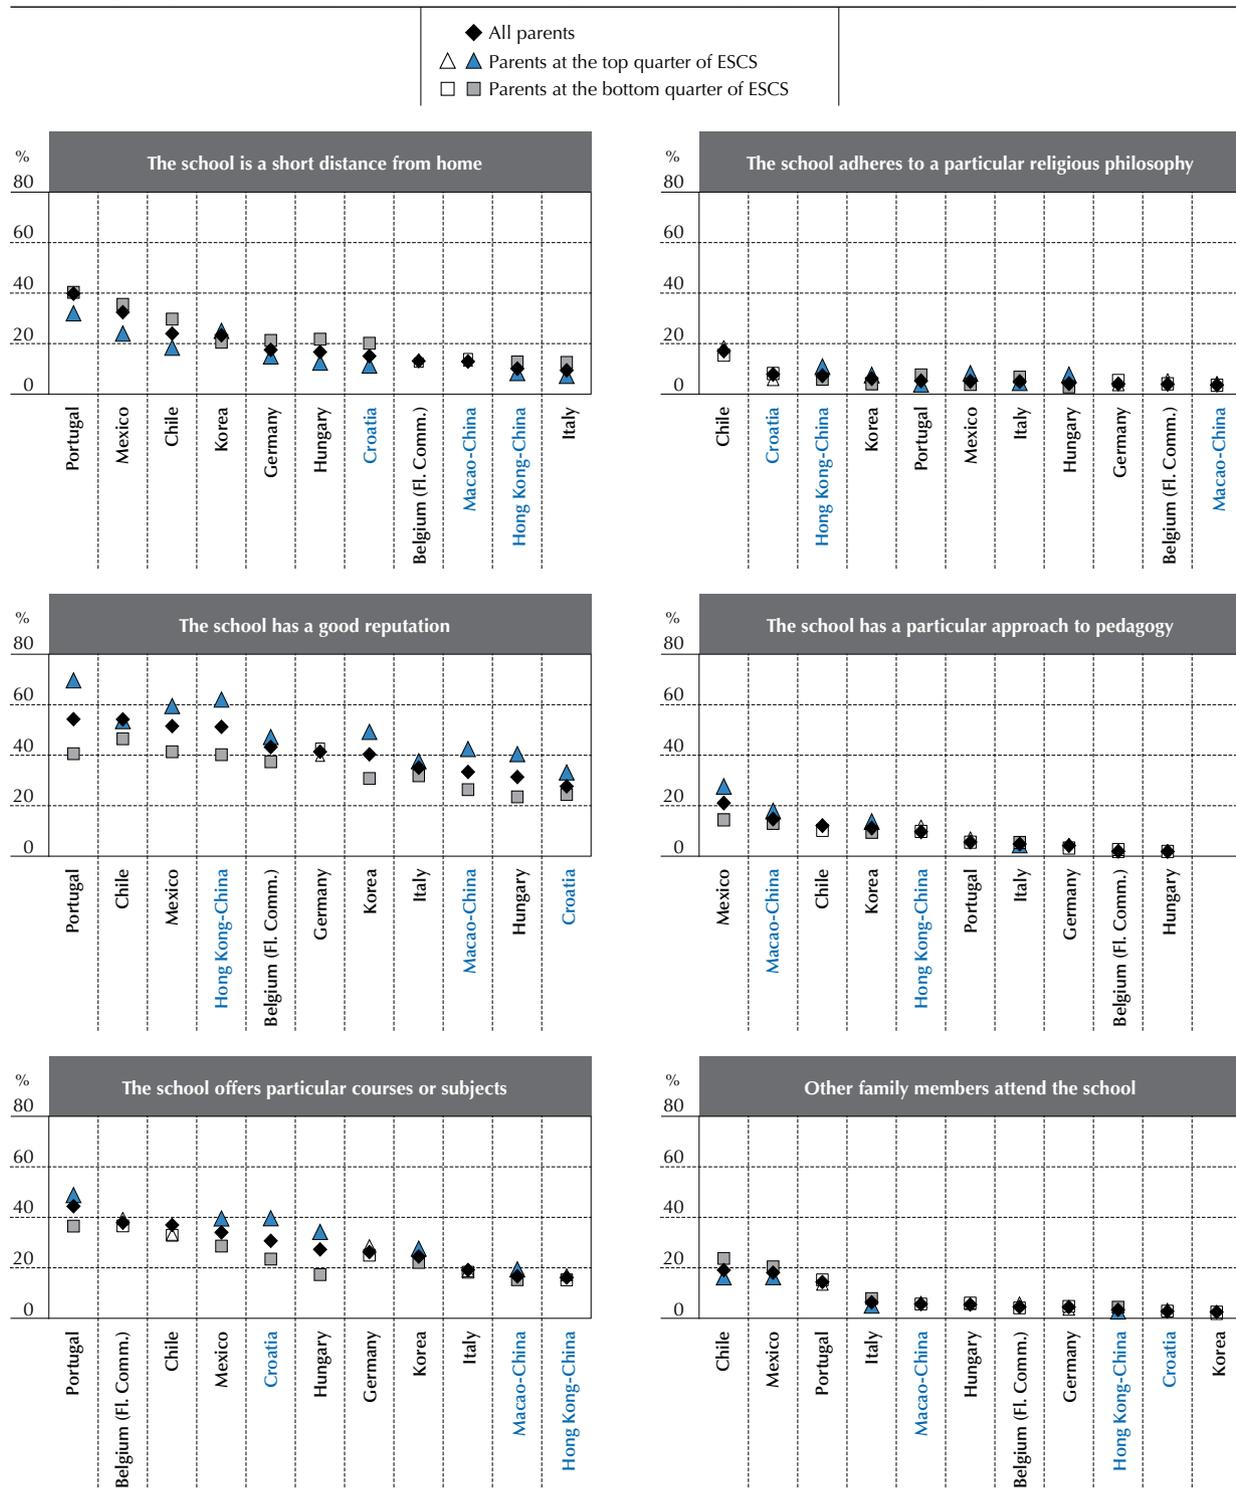 All parents
Parents at the top quarter of ESCS
Parents at the bottom quarter of ESCS
The school is a short distance from home
%
80
60
40
20
0
Portugal
Mexico
Chile
Korea
Germany
Hungary
Croatia
Belgium (Fl. Comm.)
Macao-China
Hong Kong-China
Italy
The school adheres to a particular religious philosophy
%
80
60
40
20
0
Chile
Croatia
Hong Kong-China
Korea
Portugal
Mexico
Italy
Hungary
Germany
Belgium (Fl. Comm.)
Macao-China
The school has a good reputation
%
80
60
40
20
0
Portugal
Chile
Mexico
Hong Kong-China
Belgium (Fl. Comm.)
Germany
Korea
Italy
Macao-China
Hungary
Croatia
The school has a particular approach to pedagogy
%
80
60
40
20
0
Mexico
Macao-China
Chile
Korea
Hong Kong-China
Portugal
Italy
Germany
Belgium (Fl. Comm.)
Hungary
The school offers particular courses or subjects
%
80
60
40
20
0
Portugal
Belgium (Fl. Comm.)
Chile
Mexico
Croatia
Hungary
Germany
Korea
Italy
Macao-China
Hong Kong-China
Other family members attend the school
%
80
60
40
20
0
Chile
Mexico
Portugal
Italy
Macao-China
Hungary
Belgium (Fl. Comm.)
Germany
Hong Kong-China
Croatia
Korea